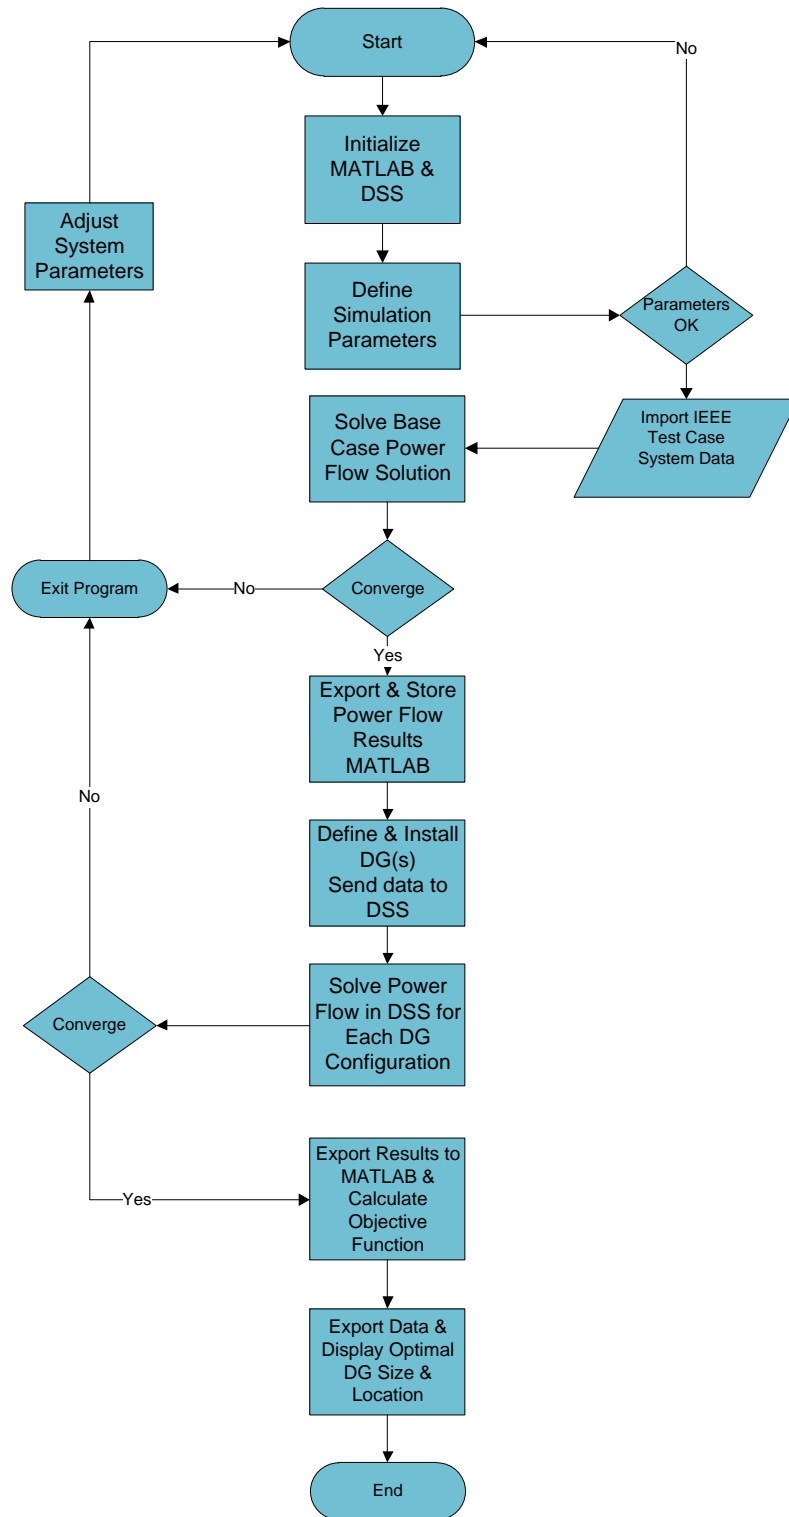 Start
No
Initialize
MATLAB &
DSS
Adjust
System
Parameters
Define
Simulation
Parameters
Parameters
OK
Import IEEE
Test Case
System Data
Solve Base
Case Power
Flow Solution
Exit Program
No
Converge
Yes
Export & Store
Power Flow
Results
MATLAB
No
Define & Install
DG(s)
Send data to
DSS
Solve Power
Flow in DSS for
Each DG
Configuration
Converge
Yes
Export Results to
MATLAB &
Calculate
Objective
Function
Export Data &
Display Optimal
DG Size &
Location
End